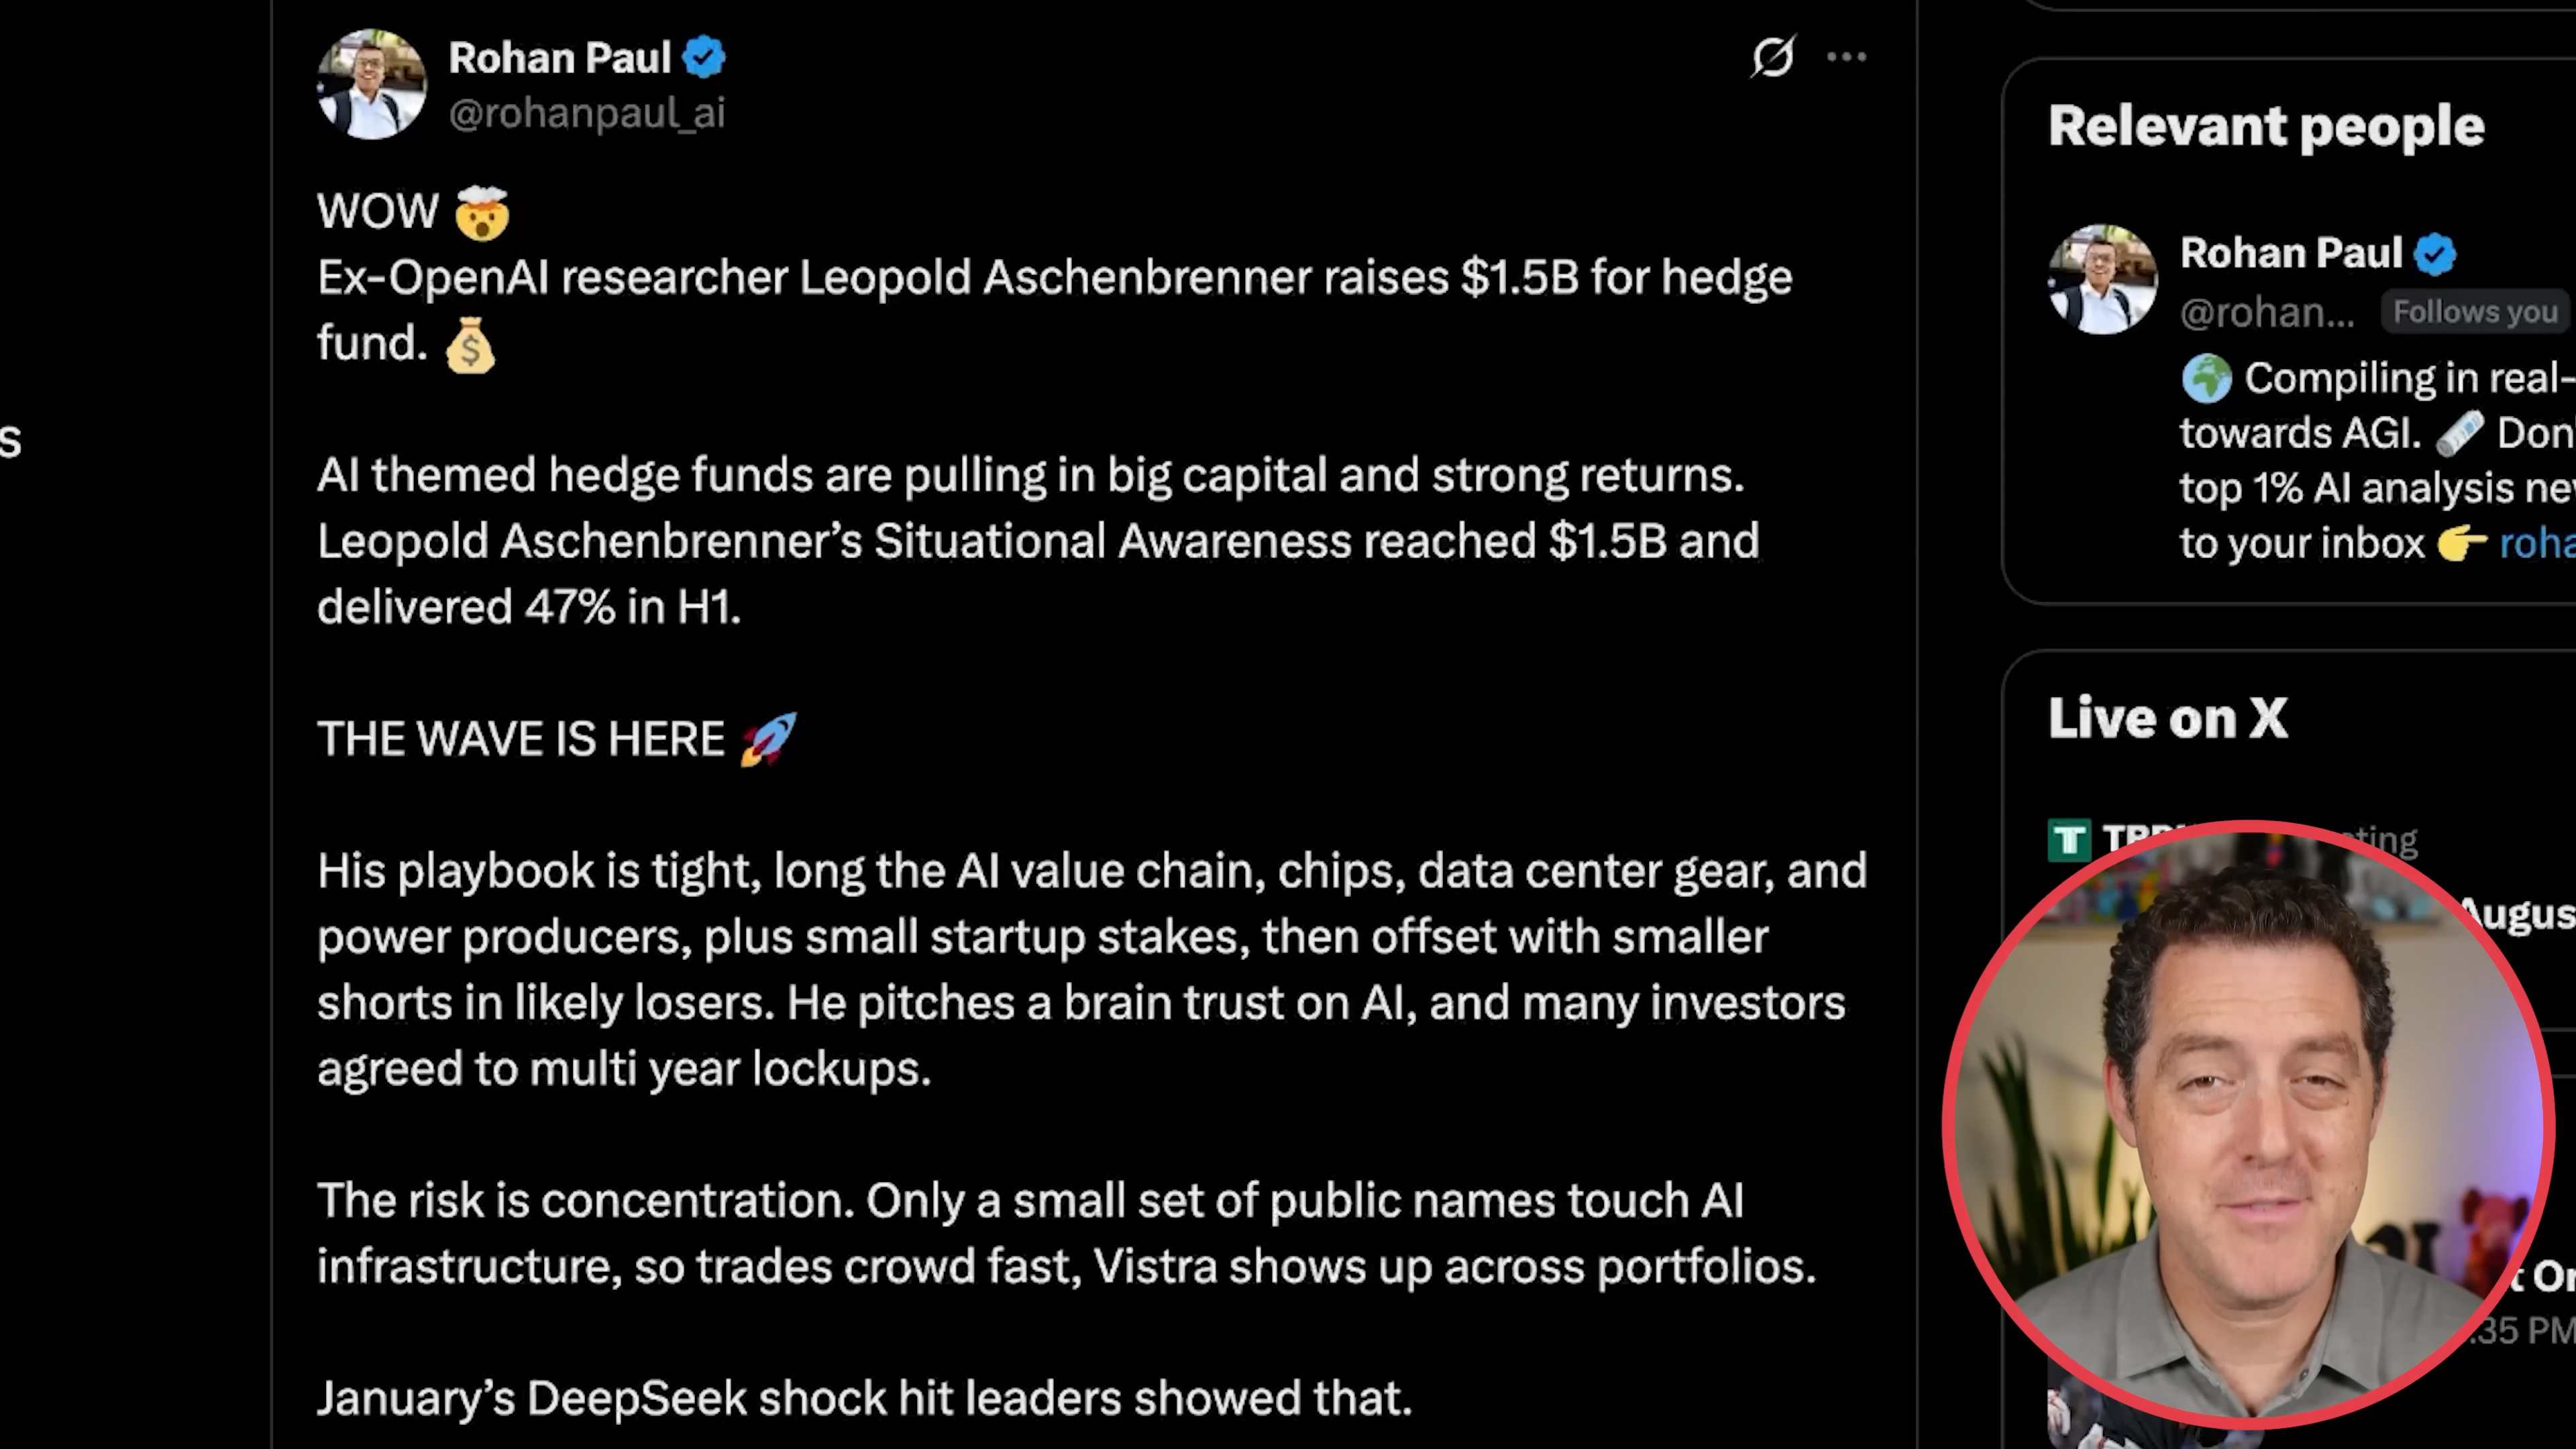 Rohan Paul
@rohanpaul_ai
WOW 🤯
Ex-OpenAI researcher Leopold Aschenbrenner raises $1.5B for hedge
fund. 💰
AI themed hedge funds are pulling in big capital and strong returns.
Leopold Aschenbrenner’s Situational Awareness reached $1.5B and
delivered 47% in H1.
THE WAVE IS HERE 🚀
His playbook is tight, long the AI value chain, chips, data center gear, and
power producers, plus small startup stakes, then offset with smaller
shorts in likely losers. He pitches a brain trust on AI, and many investors
agreed to multi year lockups.
The risk is concentration. Only a small set of public names touch AI
infrastructure, so trades crowd fast, Vistra shows up across portfolios.
January’s DeepSeek shock hit leaders showed that.
s
Relevant people
Rohan Paul
@rohan... Follows you
🌍 Compiling in real-
towards AGI. 🗞️ Don
top 1% AI analysis ne
to your inbox 👉 roha
Live on X
Augus
t Or
35 PM